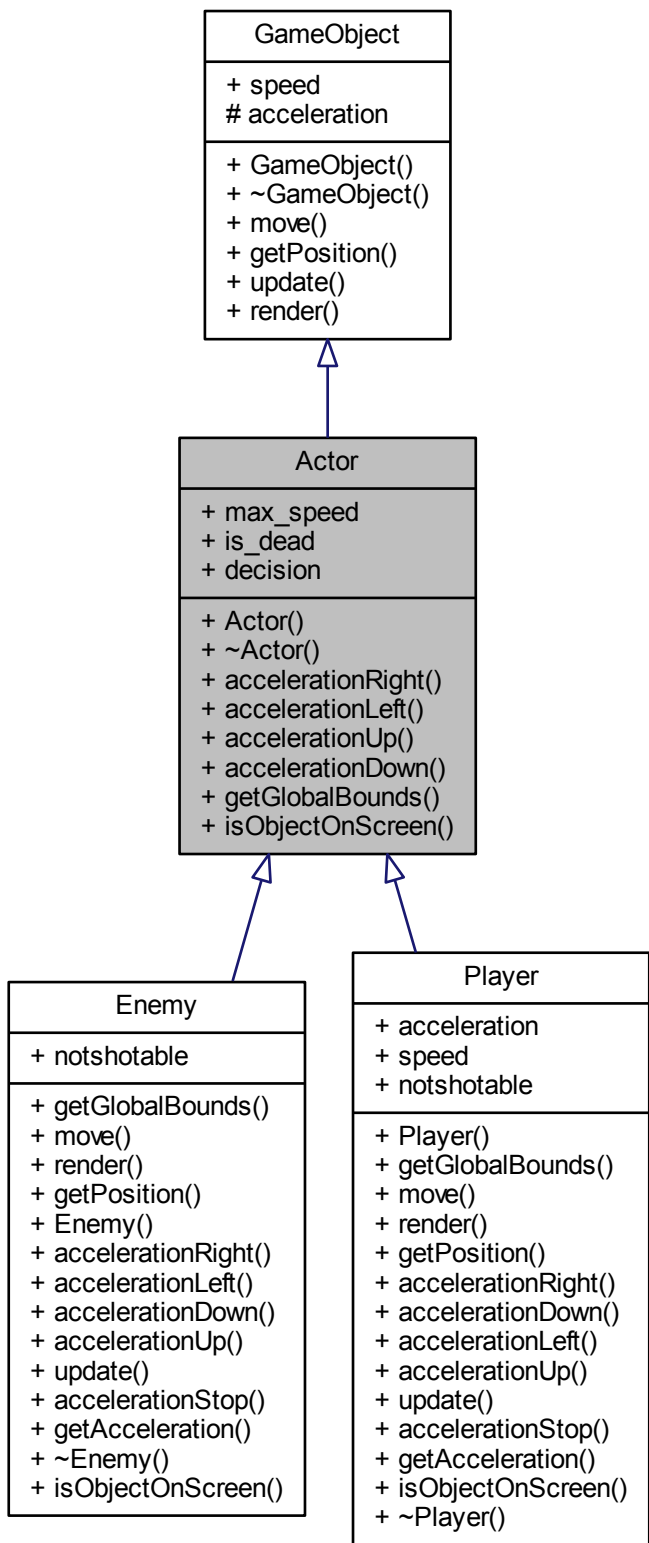 GameObject
+ speed
# acceleration
+ GameObject()
+ ~GameObject()
+ move()
+ getPosition()
+ update()
+ render()
Actor
+ max_speed
+ is_dead
+ decision
+ Actor()
+ ~Actor()
+ accelerationRight()
+ accelerationLeft()
+ accelerationUp()
+ accelerationDown()
+ getGlobalBounds()
+ isObjectOnScreen()
Enemy
+ notshotable
+ getGlobalBounds()
+ move()
+ render()
+ getPosition()
+ Enemy()
+ accelerationRight()
+ accelerationLeft()
+ accelerationDown()
+ accelerationUp()
+ update()
+ accelerationStop()
+ getAcceleration()
+ ~Enemy()
+ isObjectOnScreen()
Player
+ acceleration
+ speed
+ notshotable
+ Player()
+ getGlobalBounds()
+ move()
+ render()
+ getPosition()
+ accelerationRight()
+ accelerationDown()
+ accelerationLeft()
+ accelerationUp()
+ update()
+ accelerationStop()
+ getAcceleration()
+ isObjectOnScreen()
+ ~Player()